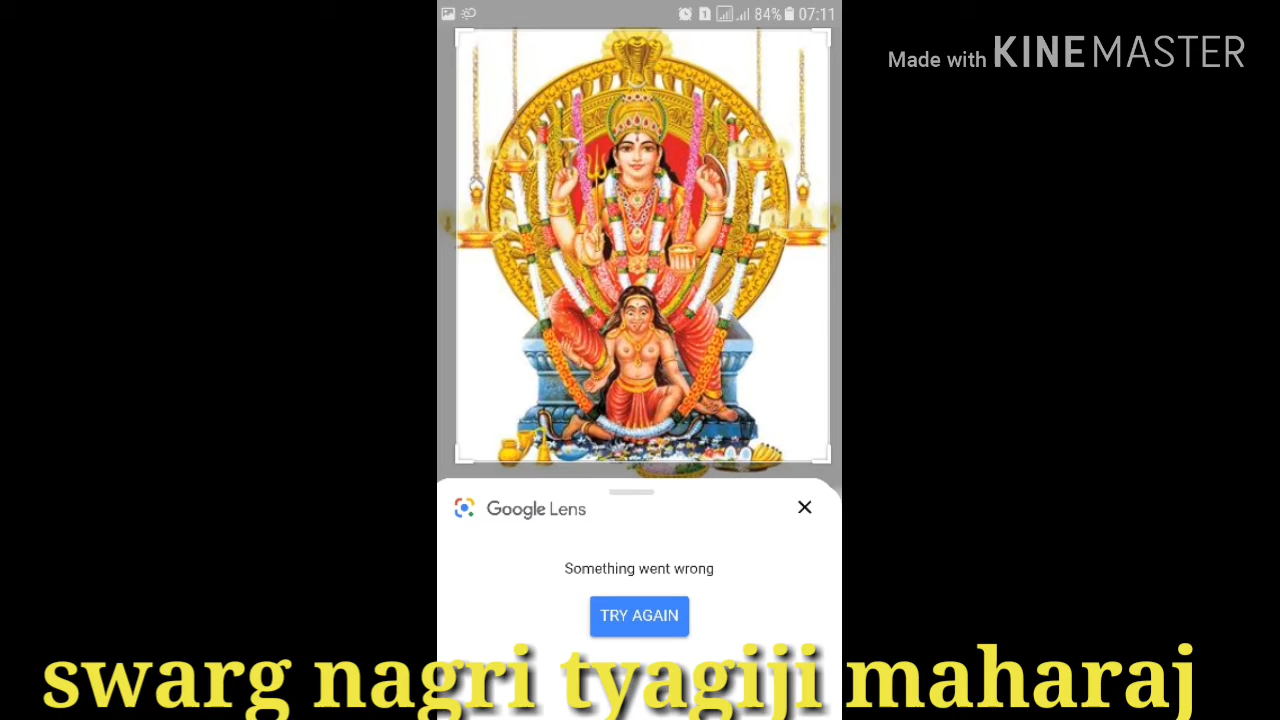 84% 07:11
Made with KINEMASTER
Google Lens
Something went wrong
TRY AGAIN
swarg nagri tyagiji maharaj